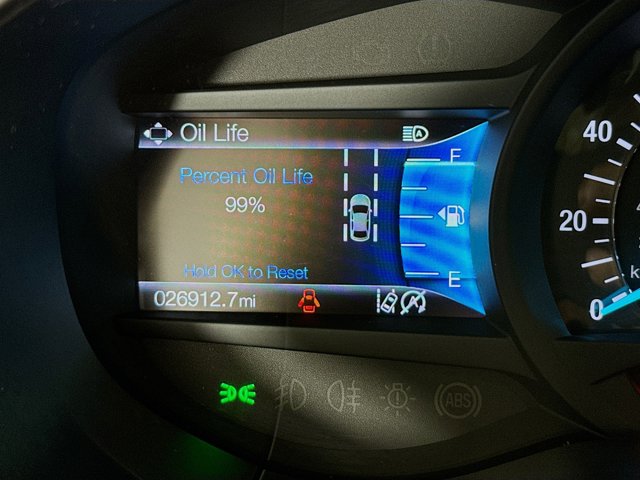 Oil Life
A
F
Percent Oil Life
99%
E
Hold OK to Reset
026912.7mi
A
ABS
40
20
0
k